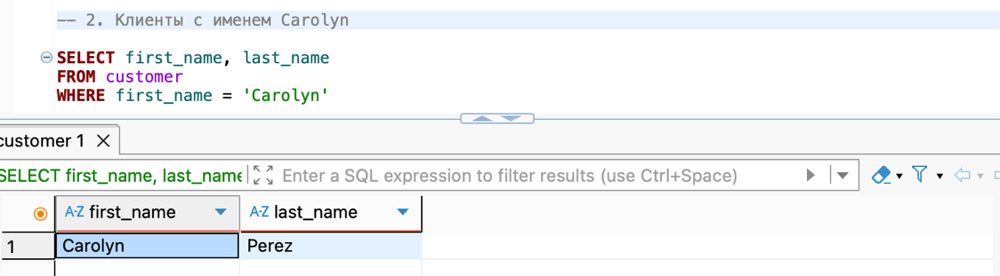 -- 2. Клиенты с именем Carolyn
SELECT first_name, last_name
FROM customer
WHERE first_name = 'Carolyn'
customer 1
SELECT first_name, last_name Enter a SQL expression to filter results (use Ctrl+Space)
A-Z first_name A-Z last_name
1 Carolyn Perez